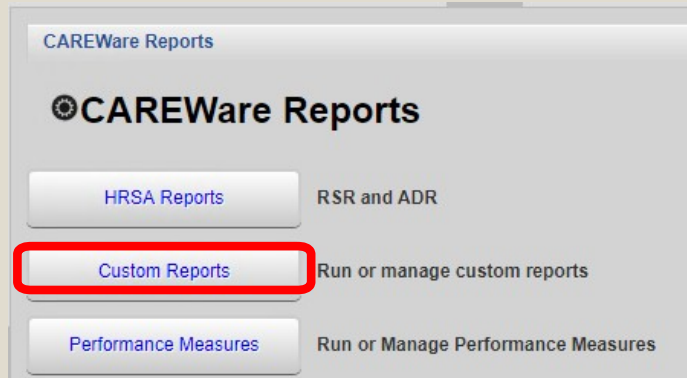 CAREWare Reports
CAREWare Reports
HRSA Reports RSR and ADR
Custom Reports Run or manage custom reports
Performance Measures Run or Manage Performance Measures